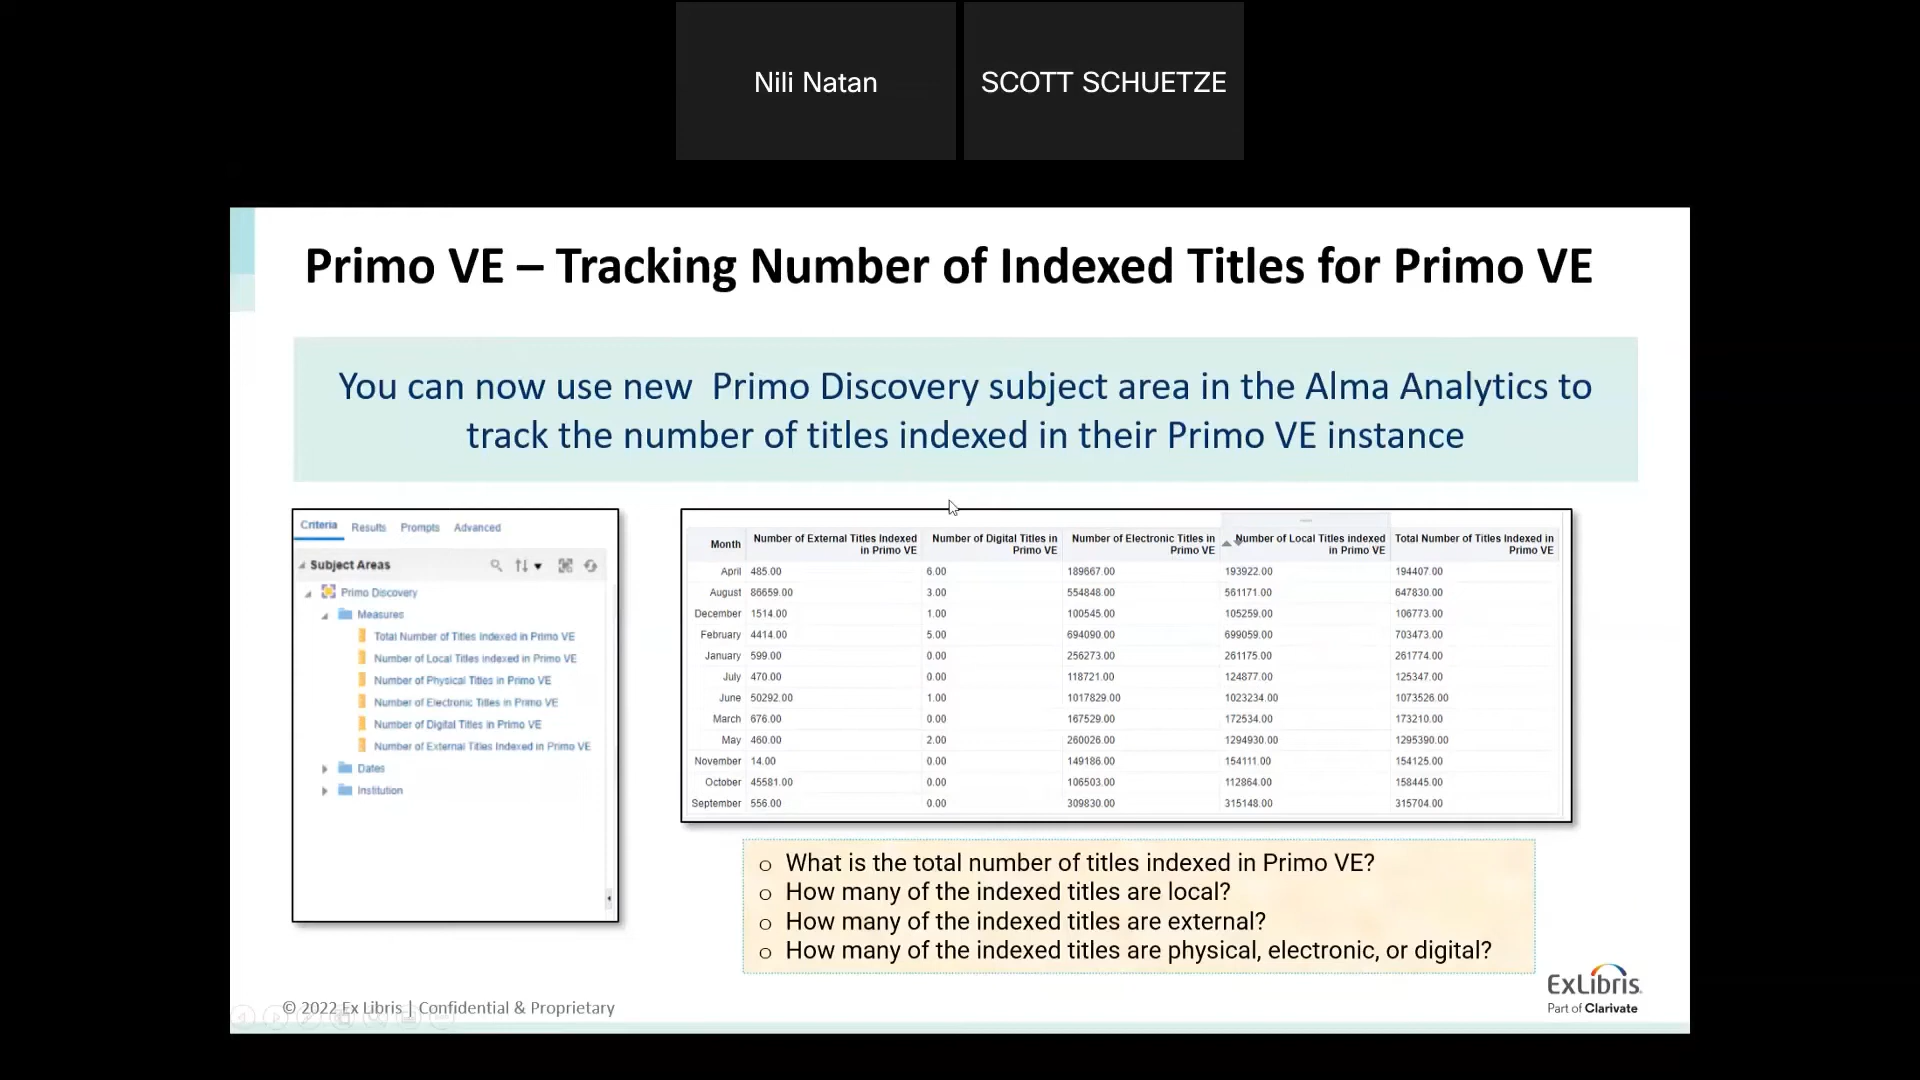 Nili Natan
SCOTT SCHUETZE
Primo VE – Tracking Number of Indexed Titles for Primo VE
You can now use new Primo Discovery subject area in the Alma Analytics to
track the number of titles indexed in their Primo VE instance
Criteria Results Prompts Advanced
Subject Areas
Primo Discovery
Measures
Total Number of Titles Indexed in Primo VE
Number of Local Titles indexed in Primo VE
Number of Physical Titles in Primo VE
Number of Electronic Titles in Primo VE
Number of Digital Titles in Primo VE
Number of External Titles Indexed in Primo VE
Dates
Institution
Month Number of External Titles Indexed in Primo VE Number of Digital Titles in Primo VE Number of Electronic Titles in Primo VE Number of Local Titles indexed in Primo VE Total Number of Titles Indexed in Primo VE
April 485.00 6.00 189667.00 193922.00 194407.00
August 86659.00 3.00 554848.00 561171.00 647830.00
December 1514.00 1.00 100545.00 105259.00 106773.00
February 4414.00 5.00 694090.00 699059.00 703473.00
January 599.00 0.00 256273.00 261175.00 261774.00
July 470.00 0.00 118721.00 124877.00 125347.00
June 50292.00 1.00 1017829.00 1023234.00 1073526.00
March 676.00 0.00 167529.00 172534.00 173210.00
May 460.00 2.00 260026.00 1294930.00 1295390.00
November 14.00 0.00 149186.00 154111.00 154125.00
October 45581.00 0.00 106503.00 112864.00 158445.00
September 556.00 0.00 309830.00 315148.00 315704.00
o What is the total number of titles indexed in Primo VE?
o How many of the indexed titles are local?
o How many of the indexed titles are external?
o How many of the indexed titles are physical, electronic, or digital?
© 2022 Ex Libris | Confidential & Proprietary
ExLibris
Part of Clarivate